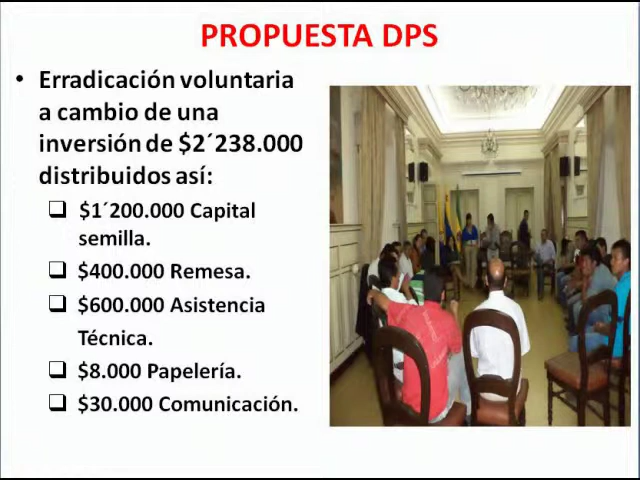 PROPUESTA DPS
• Erradicación voluntaria
a cambio de una
inversión de $2´238.000
distribuidos así:
❑ $1´200.000 Capital
semilla.
❑ $400.000 Remesa.
❑ $600.000 Asistencia
Técnica.
❑ $8.000 Papelería.
❑ $30.000 Comunicación.